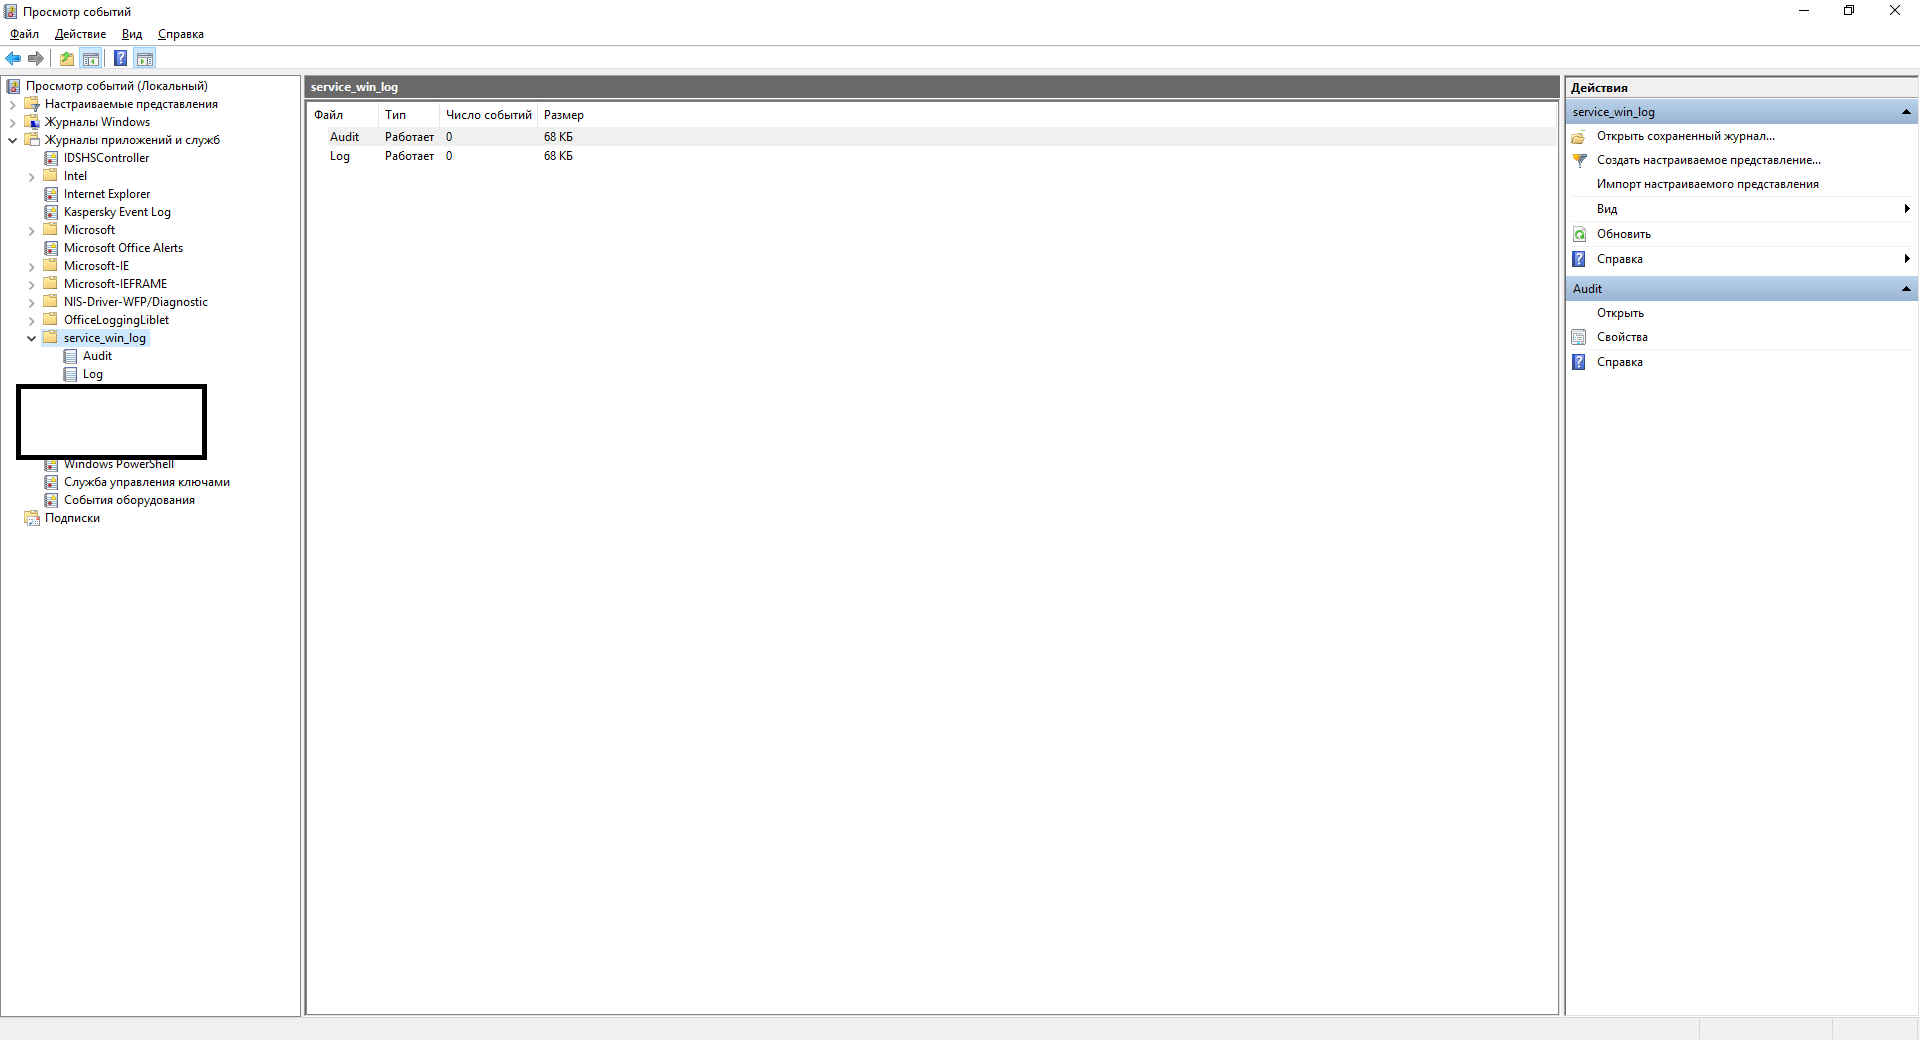 Просмотр событий
Файл Действие Вид Справка
Просмотр событий (Локальный)
Настраиваемые представления
Журналы Windows
Журналы приложений и служб
IDSHSController
Intel
Internet Explorer
Kaspersky Event Log
Microsoft
Microsoft Office Alerts
Microsoft-IE
Microsoft-IEFRAME
NIS-Driver-WFP/Diagnostic
OfficeLoggingLiblet
service_win_log
Audit
Log
Windows PowerShell
Служба управления ключами
События оборудования
Подписки
service_win_log
Файл Тип Число событий Размер
Audit Работает 0 68 КБ
Log Работает 0 68 КБ
Действия
service_win_log
Открыть сохраненный журнал...
Создать настраиваемое представление...
Импорт настраиваемого представления
Вид
Обновить
Справка
Audit
Открыть
Свойства
Справка